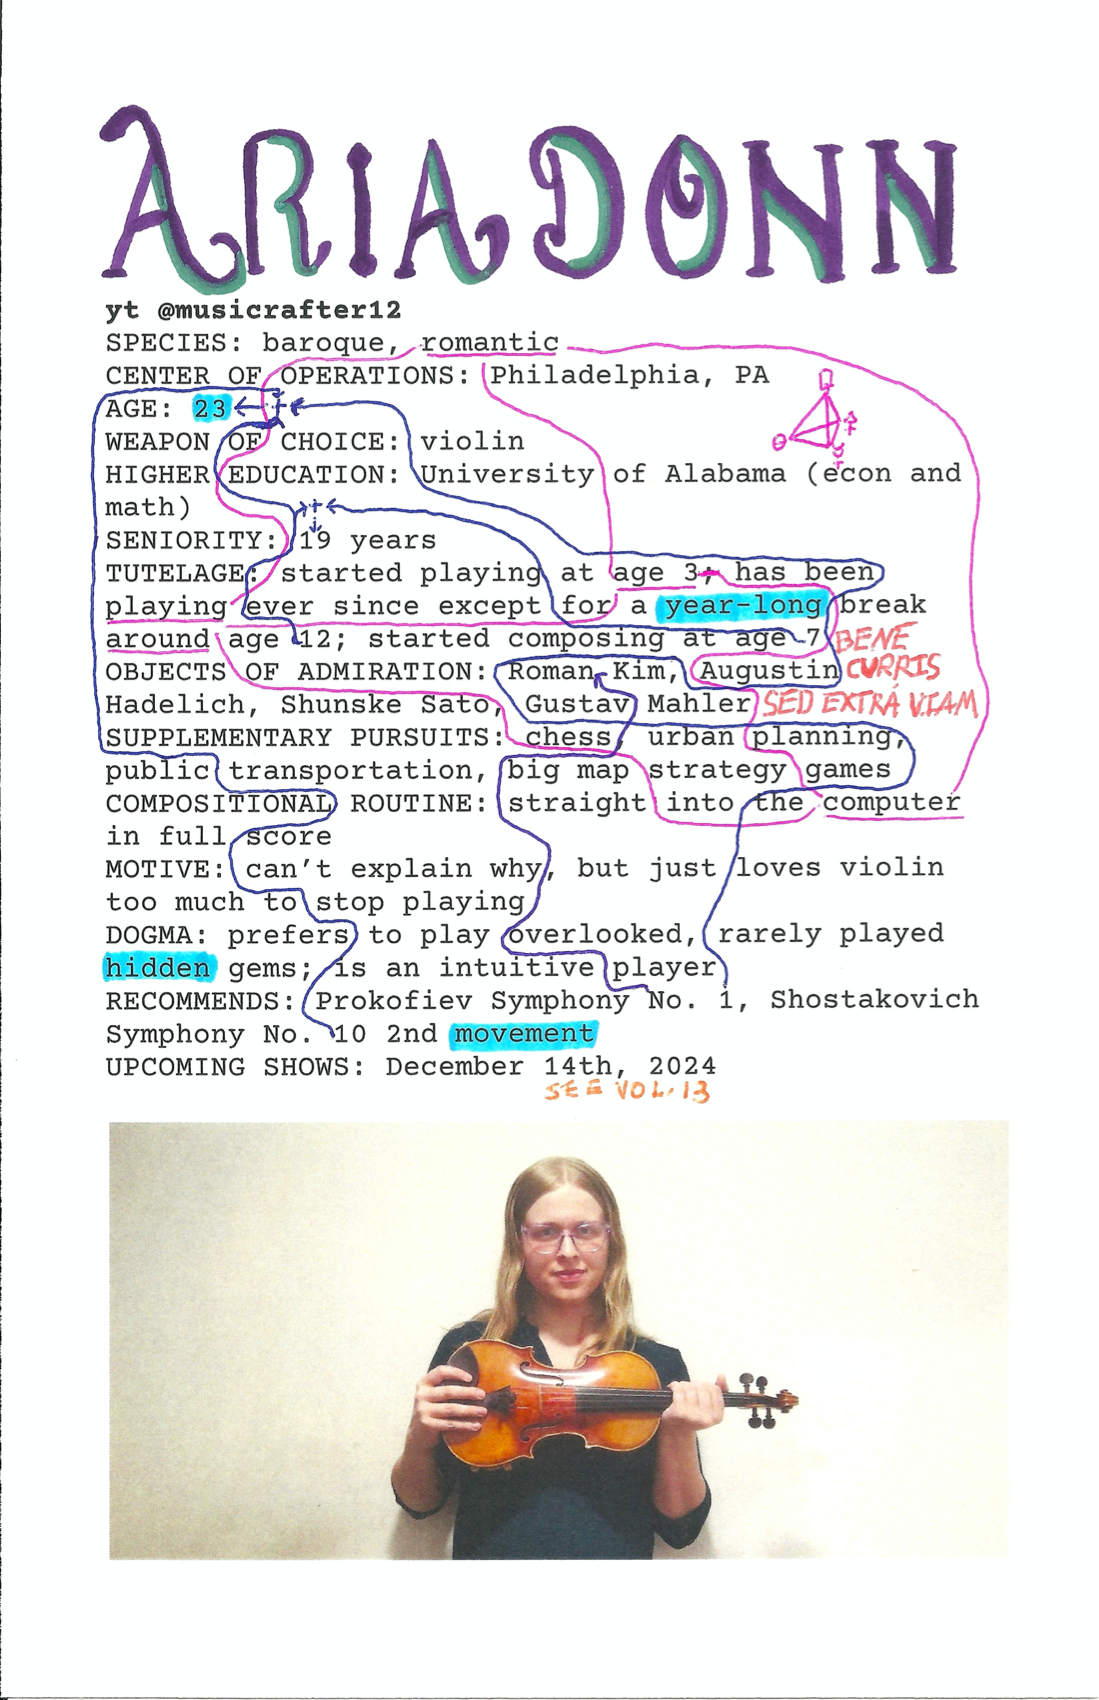 ARIADONN
yt @musicrafter12
SPECIES: baroque, romantic
CENTER OF OPERATIONS: Philadelphia, PA
AGE: 23
WEAPON OF CHOICE: violin
HIGHER EDUCATION: University of Alabama (econ and
math)
SENIORITY: 19 years
TUTELAGE: started playing at age 3; has been
playing ever since except for a year-long break
around age 12; started composing at age 7
BENE
OBJECTS OF ADMIRATION: Roman Kim, Augustin
CURRIS
Hadelich, Shunske Sato, Gustav Mahler
SED EXTRÁ VIAM
SUPPLEMENTARY PURSUITS: chess, urban planning,
public transportation, big map strategy games
COMPOSITIONAL ROUTINE: straight into the computer
in full score
MOTIVE: can't explain why, but just loves violin
too much to stop playing
DOGMA: prefers to play overlooked, rarely played
hidden gems; is an intuitive player
RECOMMENDS: Prokofiev Symphony No. 1, Shostakovich
Symphony No. 10 2nd movement
UPCOMING SHOWS: December 14th, 2024
SEE VOL. 13